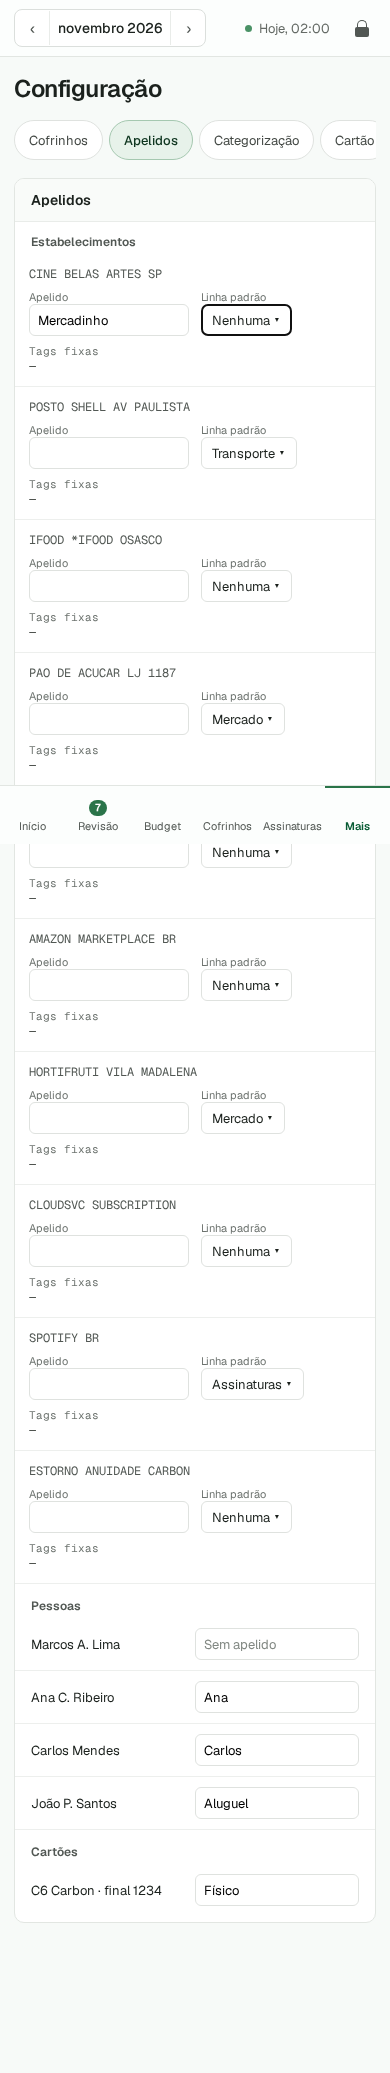 ‹ novembro 2026 › Hoje, 02:00
Configuração
Cofrinhos Apelidos Categorização Cartão
Apelidos
Estabelecimentos
CINE BELAS ARTES SP
Apelido Linha padrão
Mercadinho Nenhuma
Tags fixas
—
POSTO SHELL AV PAULISTA
Apelido Linha padrão
Transporte
Tags fixas
—
IFOOD *IFOOD OSASCO
Apelido Linha padrão
Nenhuma
Tags fixas
—
PAO DE ACUCAR LJ 1187
Apelido Linha padrão
Mercado
Tags fixas
—
7
Início Revisão Budget Cofrinhos Assinaturas Mais
Nenhuma
Tags fixas
—
AMAZON MARKETPLACE BR
Apelido Linha padrão
Nenhuma
Tags fixas
—
HORTIFRUTI VILA MADALENA
Apelido Linha padrão
Mercado
Tags fixas
—
CLOUDSVC SUBSCRIPTION
Apelido Linha padrão
Nenhuma
Tags fixas
—
SPOTIFY BR
Apelido Linha padrão
Assinaturas
Tags fixas
—
ESTORNO ANUIDADE CARBON
Apelido Linha padrão
Nenhuma
Tags fixas
—
Pessoas
Marcos A. Lima Sem apelido
Ana C. Ribeiro Ana
Carlos Mendes Carlos
João P. Santos Aluguel
Cartões
C6 Carbon · final 1234 Físico